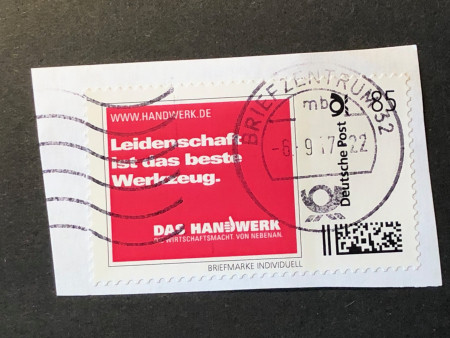 WWW.HANDWERK.DE
Leidenschaft
ist das beste
Werkzeug.
DAS HANDWERK
DIE WIRTSCHAFTSMACHT. VON NEBENAN.
BRIEFMARKE INDIVIDUELL
Deutsche Post
85
BRIEFZENTRUM 32
mb
-8.-9.17-22